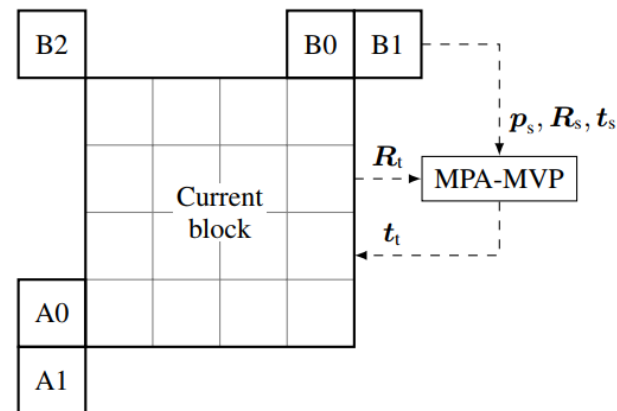 B2
B0
B1
p_s, R_s, t_s
R_t
MPA-MVP
Current
block
t_t
A0
A1